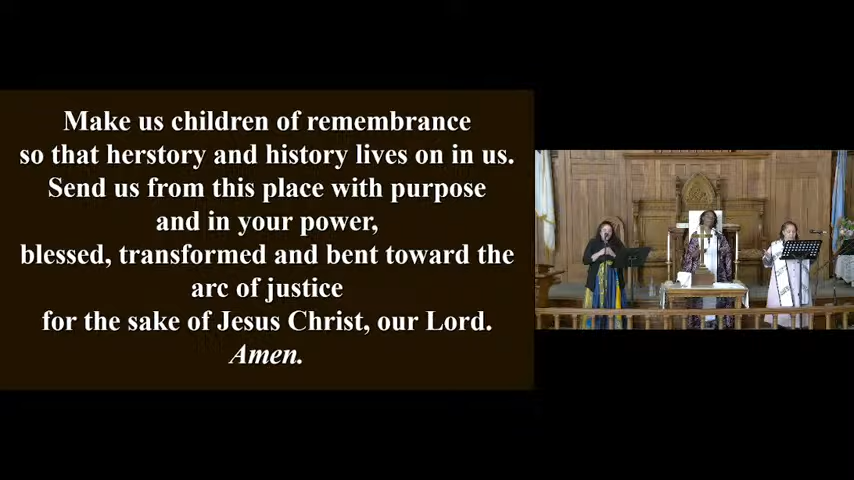 Make us children of remembrance
so that herstory and history lives on in us.
Send us from this place with purpose
and in your power,
blessed, transformed and bent toward the
arc of justice
for the sake of Jesus Christ, our Lord.
Amen.